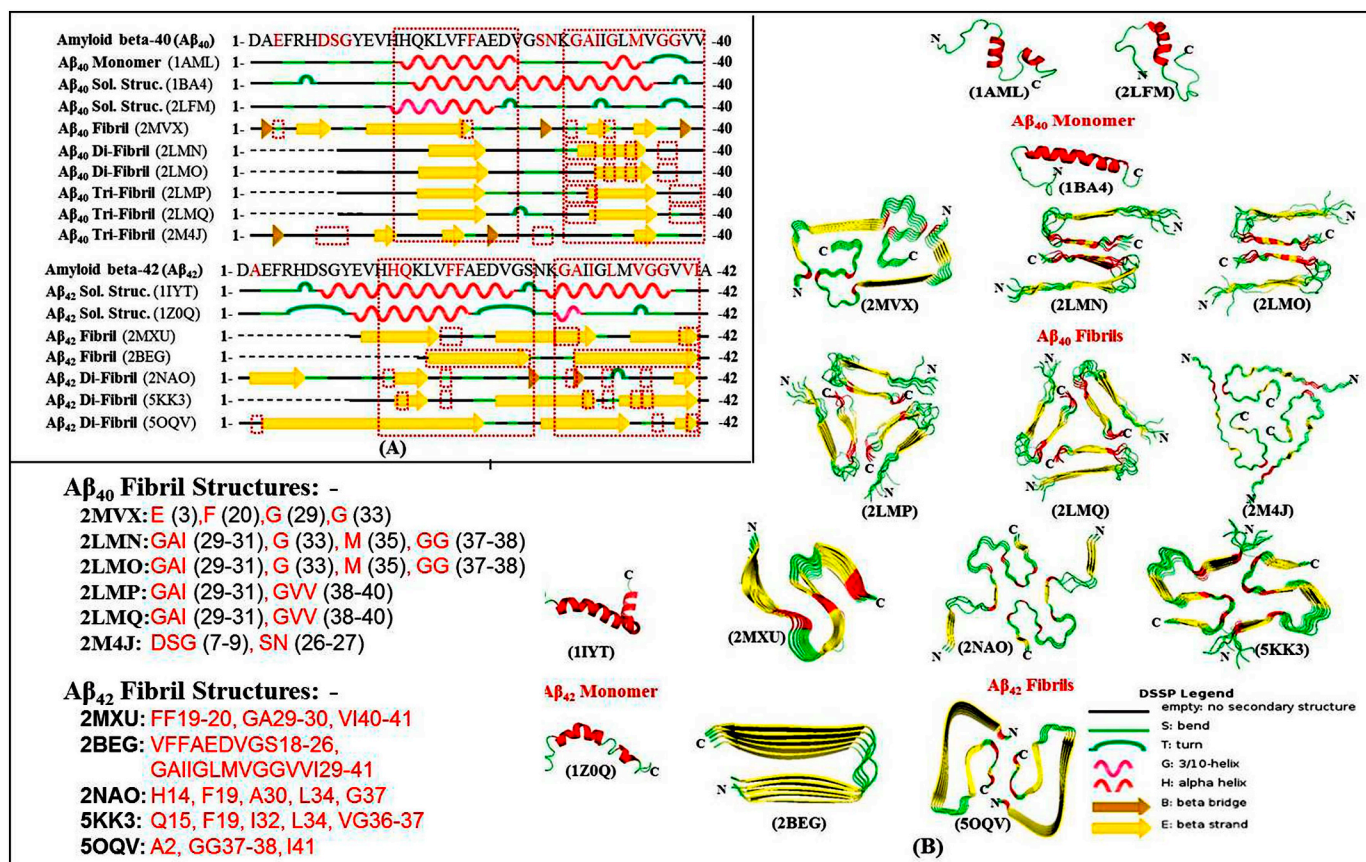 Amyloid beta-40 (Aβ40) 1- DAEFRHDSGYEVHHQKLVFFAEDVGSNKGAIIGLMVGGVV -40
Aβ40 Monomer (1AML) 1- -40
Aβ40 Sol. Struc. (1BA4) 1- -40
Aβ40 Sol. Struc. (2LFM) 1- -40
Aβ40 Fibril (2MVX) 1- -40
Aβ40 Di-Fibril (2LMN) 1- -40
Aβ40 Di-Fibril (2LMO) 1- -40
Aβ40 Tri-Fibril (2LMP) 1- -40
Aβ40 Tri-Fibril (2LMQ) 1- -40
Aβ40 Tri-Fibril (2M4J) 1- -40
Amyloid beta-42 (Aβ42) 1- DAEFRHDSGYEVHHQKLVFFAEDVGSNKGAIIGLMVGGVVIA -42
Aβ42 Sol. Struc. (1IYT) 1- -42
Aβ42 Sol. Struc. (1Z0Q) 1- -42
Aβ42 Fibril (2MXU) 1- -42
Aβ42 Fibril (2BEG) 1- -42
Aβ42 Di-Fibril (2NAO) 1- -42
Aβ42 Di-Fibril (5KK3) 1- -42
Aβ42 Di-Fibril (5OQV) 1- -42
(A)
Aβ40 Fibril Structures: -
2MVX: E (3),F (20),G (29),G (33)
2LMN: GAI (29-31), G (33), M (35), GG (37-38)
2LMO: GAI (29-31), G (33), M (35), GG (37-38)
2LMP: GAI (29-31), GVV (38-40)
2LMQ: GAI (29-31), GVV (38-40)
2M4J: DSG (7-9), SN (26-27)
Aβ42 Fibril Structures: -
2MXU: FF19-20, GA29-30, VI40-41
2BEG: VFFAEDVGS18-26,
GAIIGLMVGGVVI29-41
2NAO: H14, F19, A30, L34, G37
5KK3: Q15, F19, I32, L34, VG36-37
5OQV: A2, GG37-38, I41
N
C
(1AML)
N
C
(2LFM)
Aβ40 Monomer
N
C
(1BA4)
N
C
N
C
(2MVX)
N
C
C
N
(2LMN)
N
C
C
N
(2LMO)
Aβ40 Fibrils
N
C
C
C
N
N
(2LMP)
N
C
C
C
N
N
(2LMQ)
N
N
C
C
C
N
(2M4J)
C
N
(1IYT)
N
C
(2MXU)
C
N
N
C
(2NAO)
N
C
C
N
(5KK3)
Aβ42 Monomer
N
C
(1Z0Q)
C
N
(2BEG)
Aβ42 Fibrils
N
C
C
N
(5OQV)
DSSP Legend
empty: no secondary structure
S: bend
T: turn
G: 3/10-helix
H: alpha helix
B: beta bridge
E: beta strand
(B)